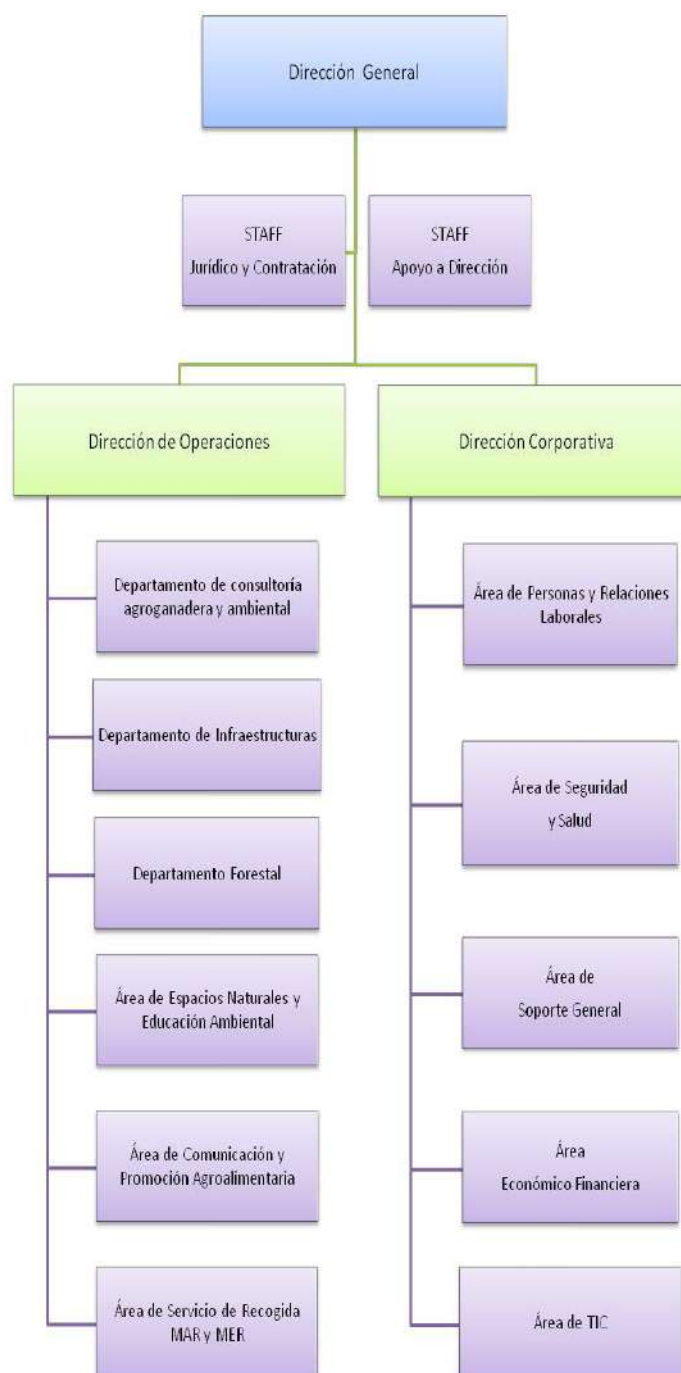 Dirección General
STAFF
Jurídico y Contratación
STAFF
Apoyo a Dirección
Dirección de Operaciones
Departamento de consultoría
agroganadera y ambiental
Departamento de Infraestructuras
Departamento Forestal
Área de Espacios Naturales y
Educación Ambiental
Área de Comunicación y
Promoción Agroalimentaria
Área de Servicio de Recogida
MAR y MER
Dirección Corporativa
Área de Personas y Relaciones
Laborales
Área de Seguridad
y Salud
Área de
Soporte General
Área
Económico Financiera
Área de TIC